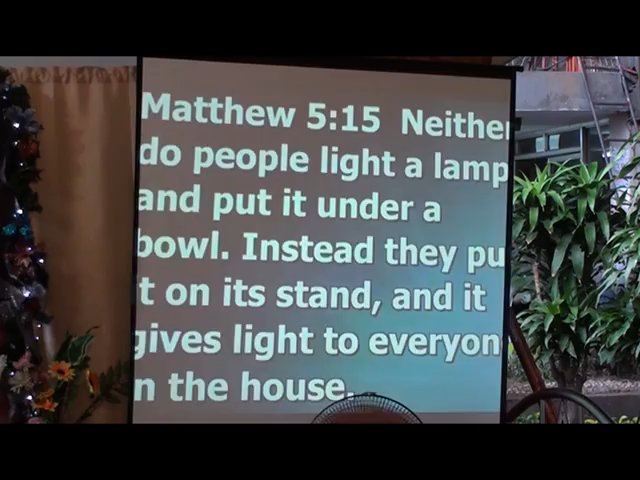 Matthew 5:15 Neither
do people light a lamp
and put it under a
bowl. Instead they pu
t on its stand, and it
gives light to everyon
n the house.